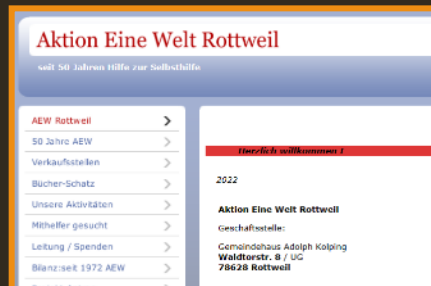 Aktion Eine Welt Rottweil
seit 50 Jahren Hilfe zur Selbsthilfe
AEW Rottweil
50 Jahre AEW
Verkaufsstellen
Bücher-Schatz
Unsere Aktivitäten
Mithelfer gesucht
Leitung / Spenden
Bilanz:seit 1972 AEW
Herzlich willkommen !
2022
Aktion Eine Welt Rottweil
Geschäftsstelle:
Gemeindehaus Adolph Kolping
Waldtorstr. 8 / UG
78628 Rottweil